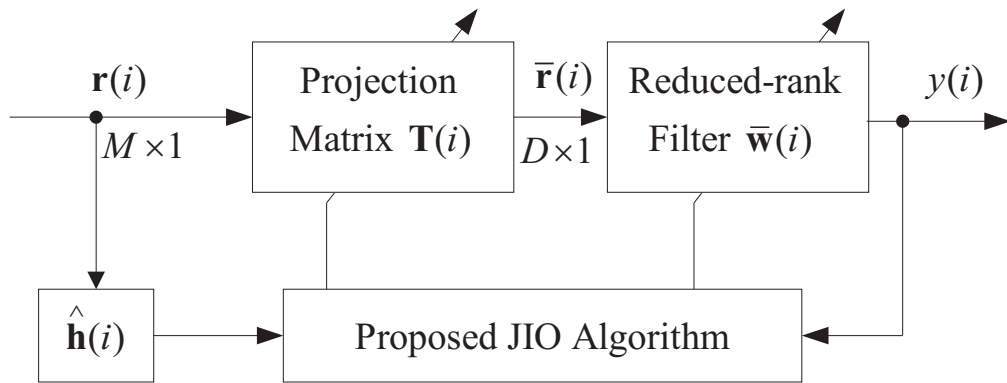 r(i)
M×1
Projection
Matrix T(i)
r̄(i)
D×1
Reduced-rank
Filter w̄(i)
y(i)
ĥ(i)
Proposed JIO Algorithm